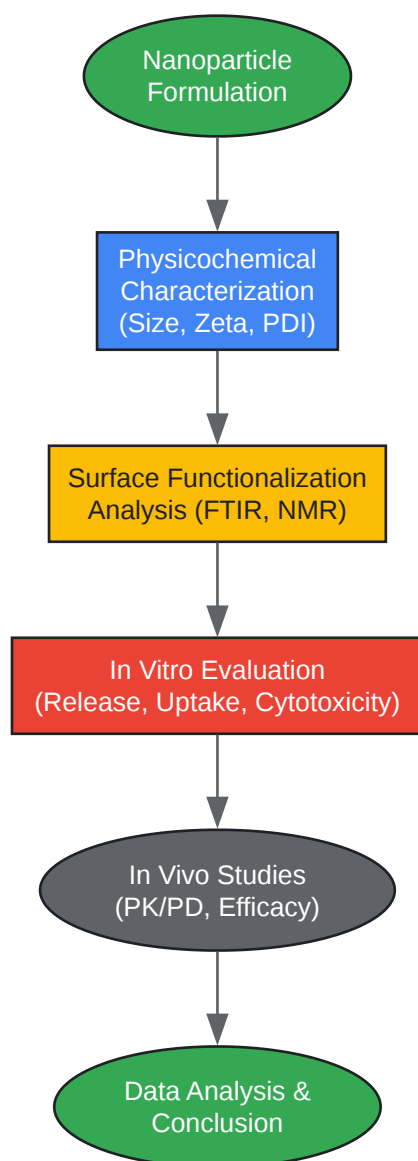 Nanoparticle
Formulation
Physicochemical
Characterization
(Size, Zeta, PDI)
Surface Functionalization
Analysis (FTIR, NMR)
In Vitro Evaluation
(Release, Uptake, Cytotoxicity)
In Vivo Studies
(PK/PD, Efficacy)
Data Analysis &
Conclusion